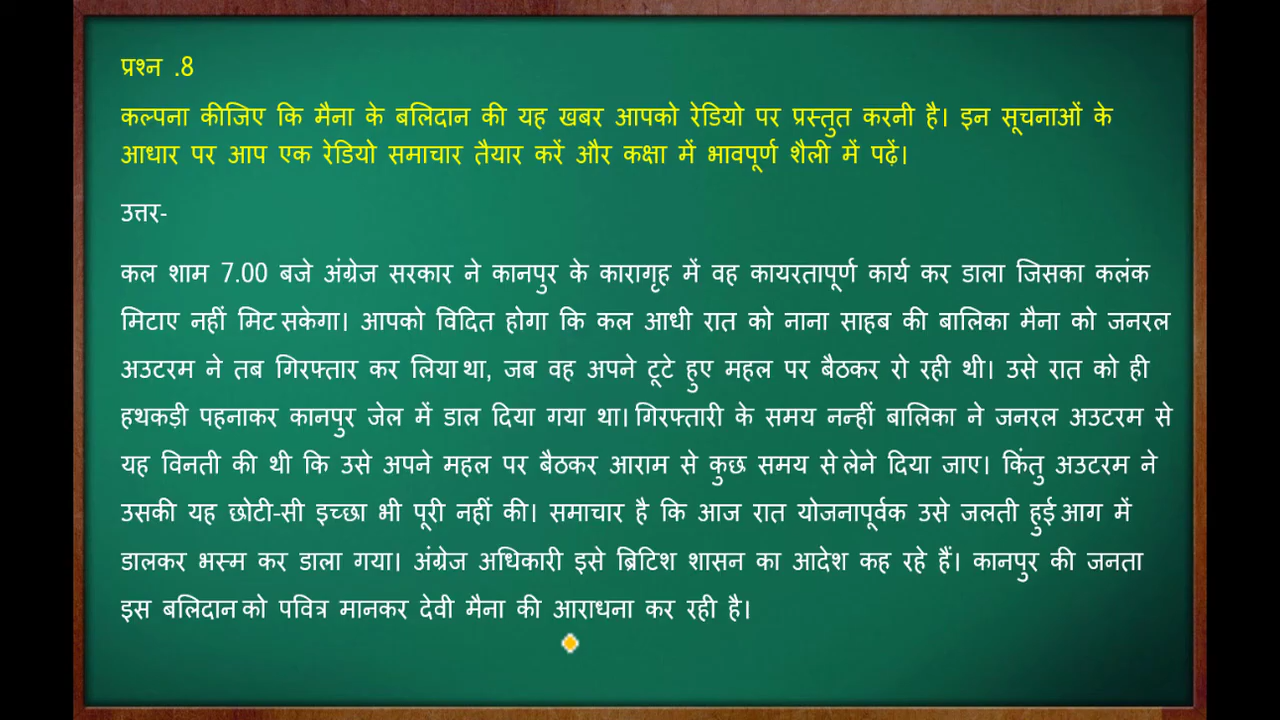 प्रश्न .8
कल्पना कीजिए कि मैना के बलिदान की यह खबर आपको रेडियो पर प्रस्तुत करनी है। इन सूचनाओं के
आधार पर आप एक रेडियो समाचार तैयार करें और कक्षा में भावपूर्ण शैली में पढ़ें।
उत्तर-
कल शाम 7.00 बजे अंग्रेज सरकार ने कानपुर के कारागृह में वह कायरतापूर्ण कार्य कर डाला जिसका कलंक
मिटाए नहीं मिट सकेगा। आपको विदित होगा कि कल आधी रात को नाना साहब की बालिका मैना को जनरल
अउटरम ने तब गिरफ्तार कर लिया था, जब वह अपने टूटे हुए महल पर बैठकर रो रही थी। उसे रात को ही
हथकड़ी पहनाकर कानपुर जेल में डाल दिया गया था। गिरफ्तारी के समय नन्हीं बालिका ने जनरल अउटरम से
यह विनती की थी कि उसे अपने महल पर बैठकर आराम से कुछ समय से लेने दिया जाए। किंतु अउटरम ने
उसकी यह छोटी-सी इच्छा भी पूरी नहीं की। समाचार है कि आज रात योजनापूर्वक उसे जलती हुई आग में
डालकर भस्म कर डाला गया। अंग्रेज अधिकारी इसे ब्रिटिश शासन का आदेश कह रहे हैं। कानपुर की जनता
इस बलिदान को पवित्र मानकर देवी मैना की आराधना कर रही है।